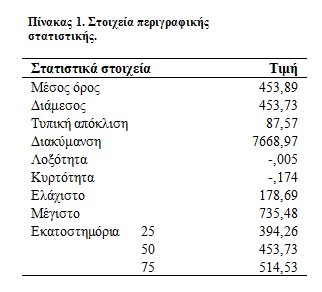 Πίνακας 1. Στοιχεία περιγραφικής
στατιστικής.
Στατιστικά στοιχεία Τιμή
Μέσος όρος 453,89
Διάμεσος 453,73
Τυπική απόκλιση 87,57
Διακύμανση 7668,97
Λοξότητα -,005
Κυρτότητα -,174
Ελάχιστο 178,69
Μέγιστο 735,48
Εκατοστημόρια 25 394,26
50 453,73
75 514,53